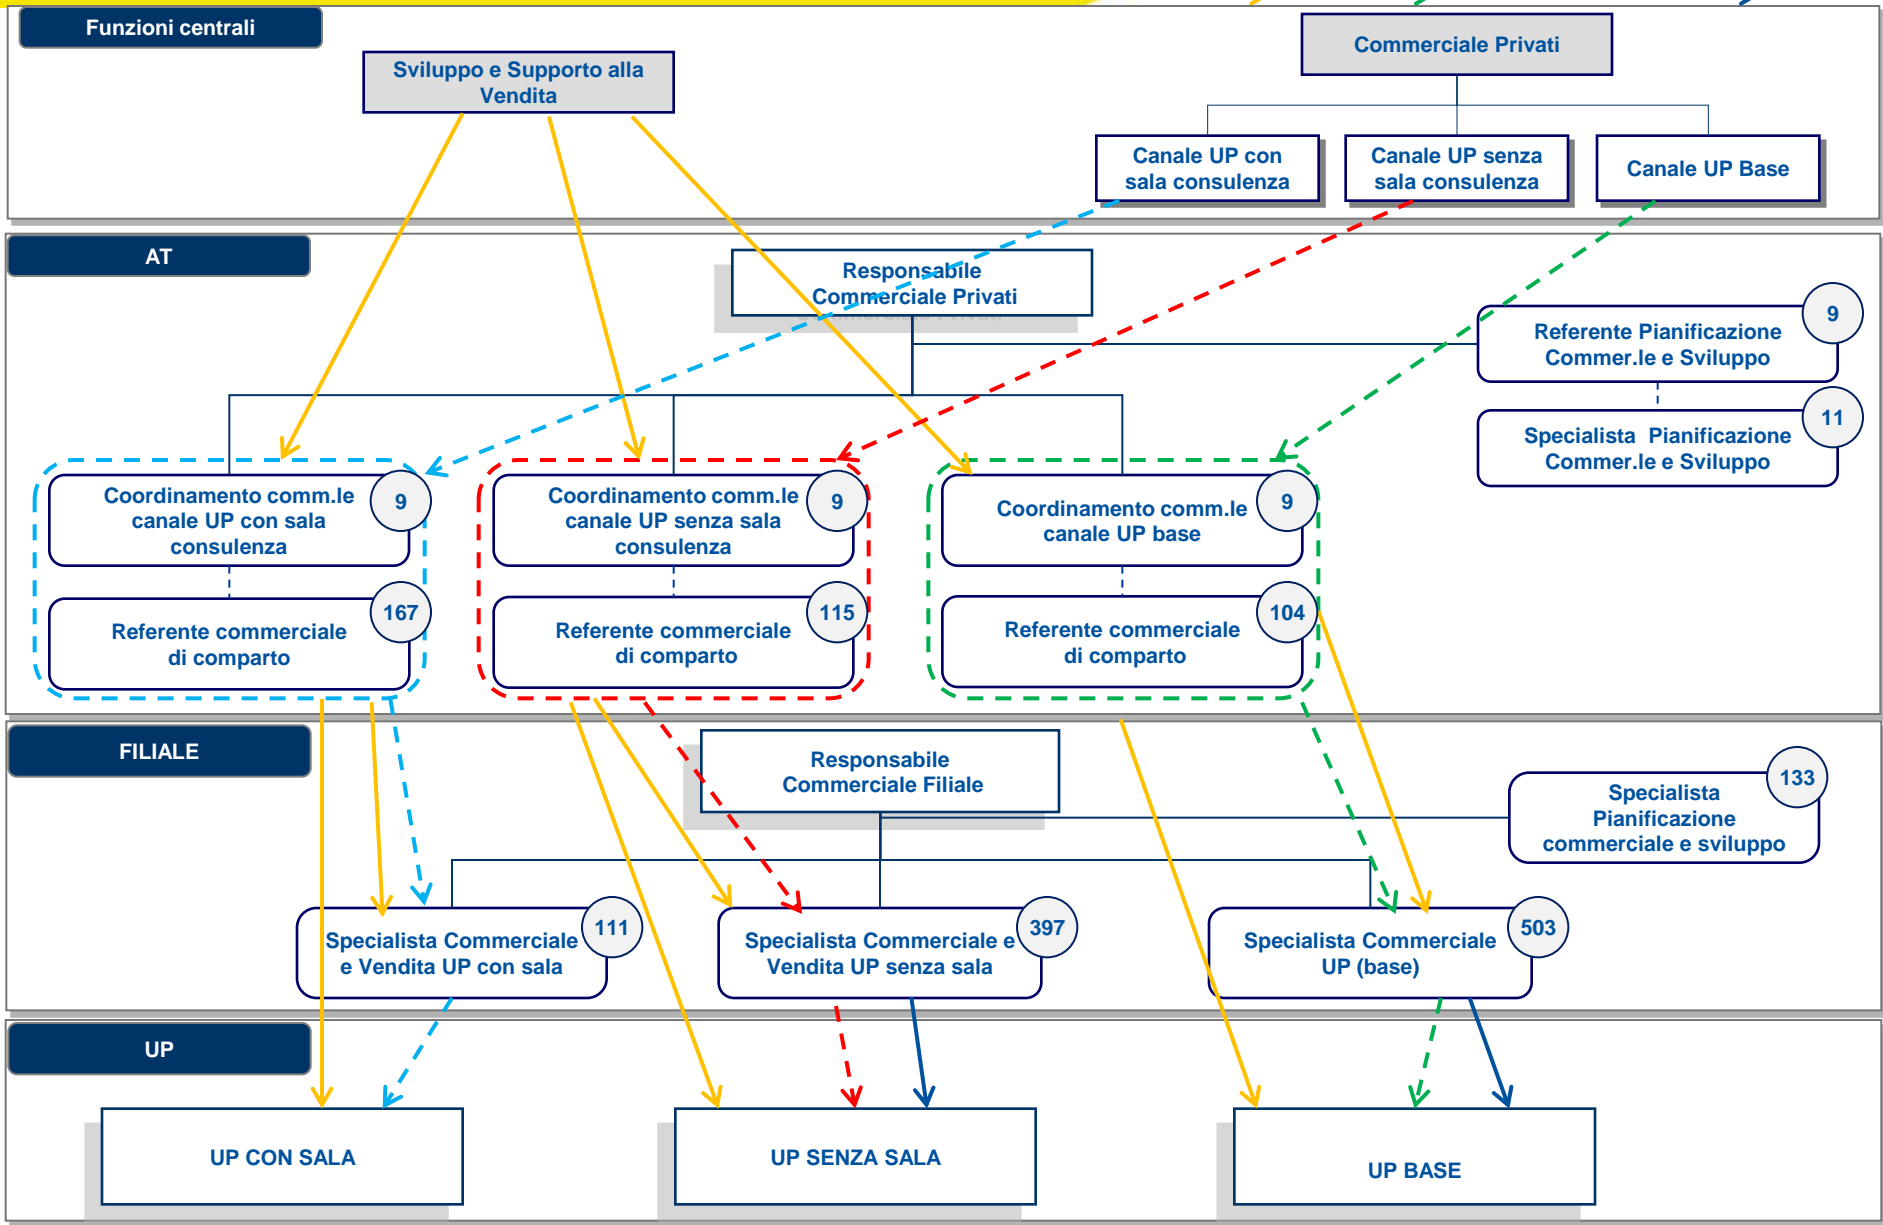 Funzioni centrali
Sviluppo e Supporto alla
Vendita
Commerciale Privati
Canale UP con
sala consulenza
Canale UP senza
sala consulenza
Canale UP Base
AT
Responsabile
Commerciale Privati
Referente Pianificazione
Commer.le e Sviluppo
9
Specialista Pianificazione
Commer.le e Sviluppo
11
Coordinamento comm.le
canale UP con sala
consulenza
9
Coordinamento comm.le
canale UP senza sala
consulenza
9
Coordinamento comm.le
canale UP base
9
Referente commerciale
di comparto
167
Referente commerciale
di comparto
115
Referente commerciale
di comparto
104
FILIALE
Responsabile
Commerciale Filiale
Specialista
Pianificazione
commerciale e sviluppo
133
Specialista Commerciale
e Vendita UP con sala
111
Specialista Commerciale e
Vendita UP senza sala
397
Specialista Commerciale
UP (base)
503
UP
UP CON SALA
UP SENZA SALA
UP BASE